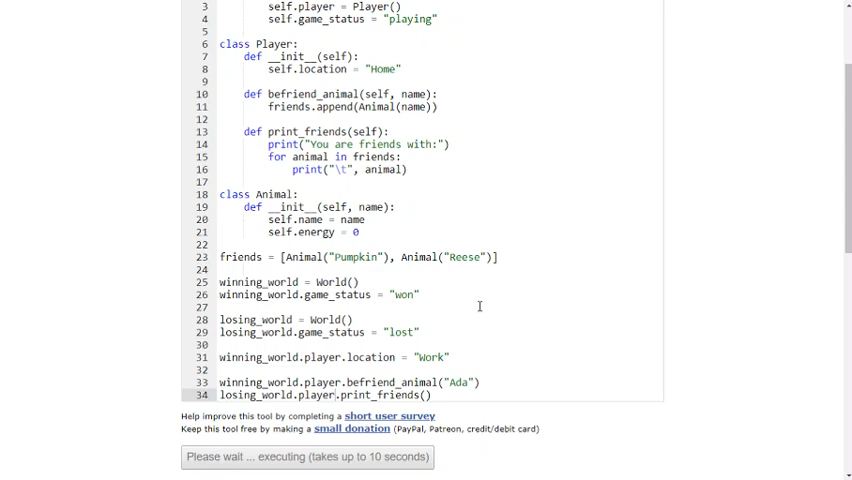 3 self.player = Player()
4 self.game_status = "playing"
5
6 class Player:
7 def __init__(self):
8 self.location = "Home"
9
10 def befriend_animal(self, name):
11 friends.append(Animal(name))
12
13 def print_friends(self):
14 print("You are friends with:")
15 for animal in friends:
16 print("\t", animal)
17
18 class Animal:
19 def __init__(self, name):
20 self.name = name
21 self.energy = 0
22
23 friends = [Animal("Pumpkin"), Animal("Reese")]
24
25 winning_world = World()
26 winning_world.game_status = "won"
27
28 losing_world = World()
29 losing_world.game_status = "lost"
30
31 winning_world.player.location = "Work"
32
33 winning_world.player.befriend_animal("Ada")
34 losing_world.player.print_friends()
Help improve this tool by completing a short user survey
Keep this tool free by making a small donation (PayPal, Patreon, credit/debit card)
Please wait ... executing (takes up to 10 seconds)